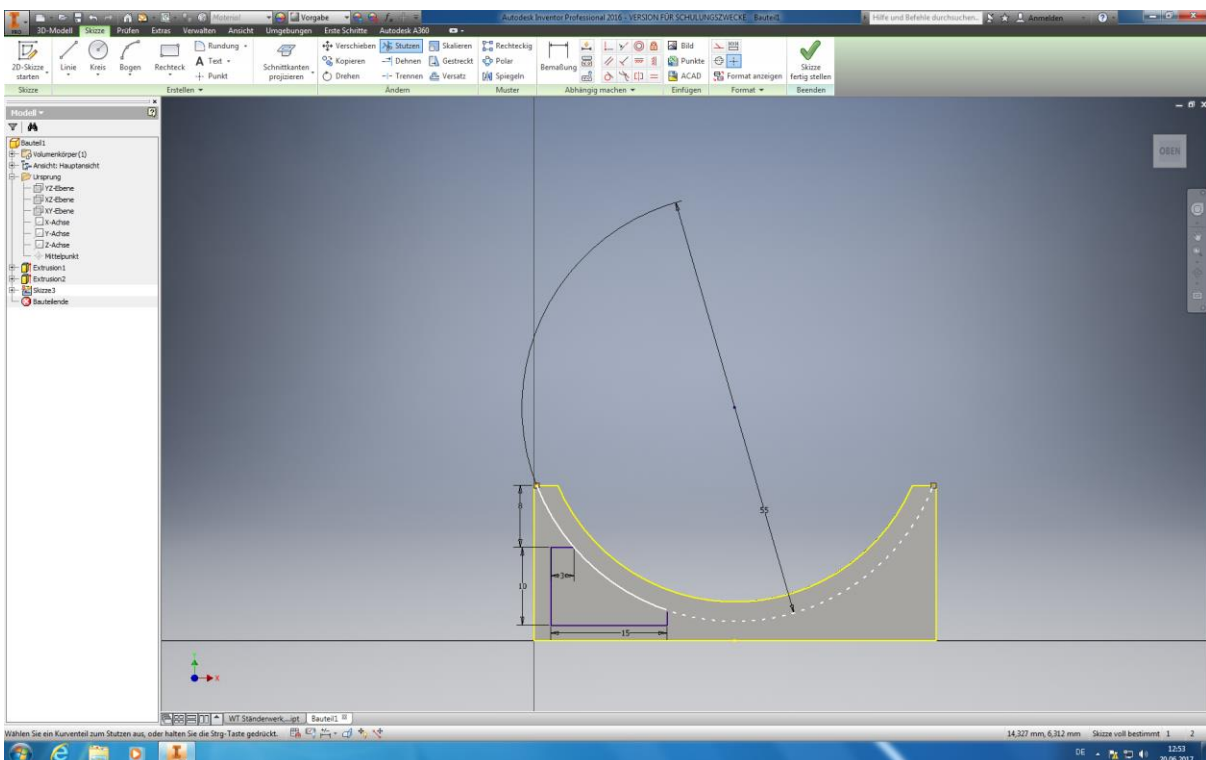 PRO Material Vorgabe Autodesk Inventor Professional 2016 - VERSION FÜR SCHULUNGSZWECKE Bauteil1 Hilfe und Befehle durchsuchen... Anmelden
3D-Modell Skizze Prüfen Extras Verwalten Ansicht Umgebungen Erste Schritte Autodesk A360
2D-Skizze starten
Linie Kreis Bogen Rechteck
Rundung
Text
Punkt
Schnittkanten projizieren
Verschieben Stutzen Skalieren
Kopieren Dehnen Gestreckt
Drehen Trennen Versatz
Rechteckig
Polar
Spiegeln
Bemaßung
Bild
Punkte
ACAD
Format anzeigen
Skizze fertig stellen
Skizze Erstellen Ändern Muster Abhängig machen Einfügen Format Beenden
Modell
Bauteil1
Volumenkörper(1)
Ansicht: Hauptansicht
Ursprung
YZ-Ebene
XZ-Ebene
XY-Ebene
X-Achse
Y-Achse
Z-Achse
Mittelpunkt
Extrusion1
Extrusion2
Skizze3
Bauteilende
OBEN
8
55
3
10
15
Y
X
WT Ständerwerk,...ipt Bauteil1
Wählen Sie ein Kurventeil zum Stutzen aus, oder halten Sie die Strg-Taste gedrückt. 14,327 mm, 6,312 mm Skizze voll bestimmt 1 2
DE 12:53
20.06.2017